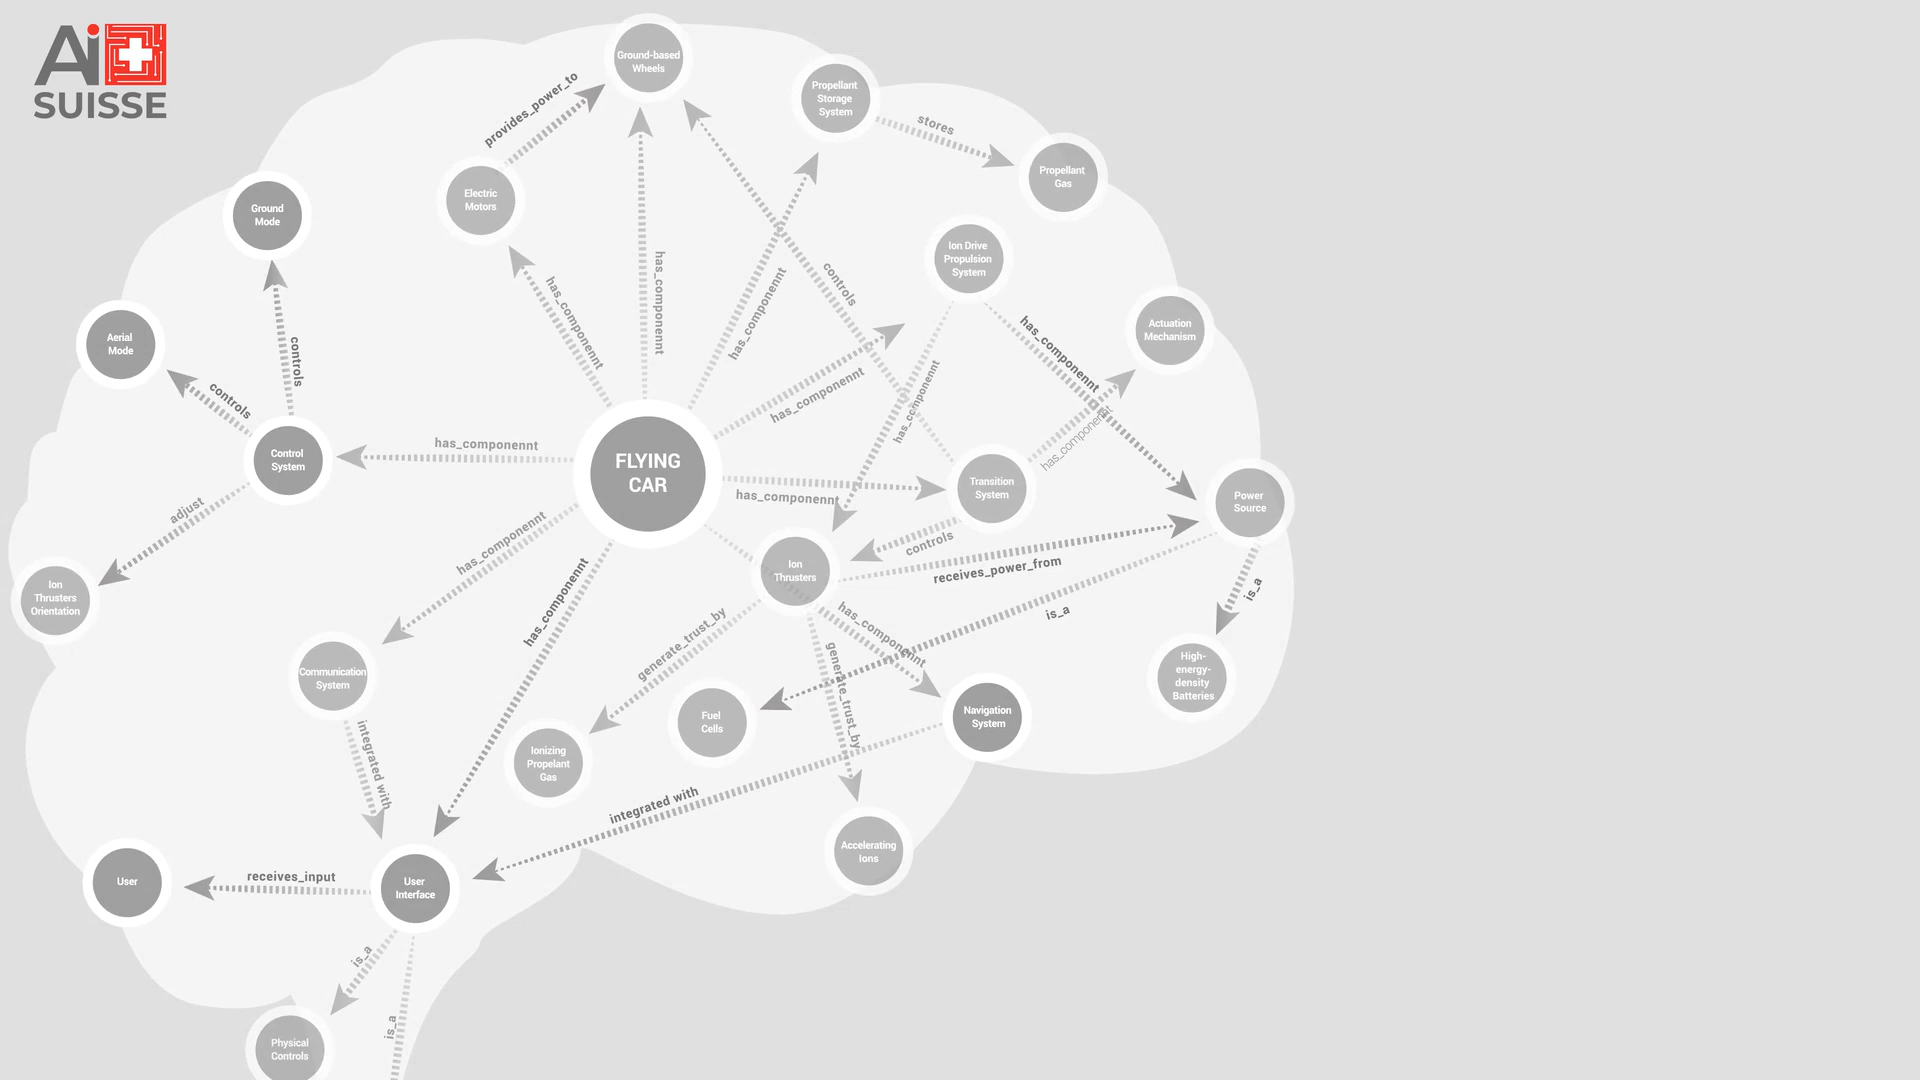 Ai
SUISSE
Ground-based
Wheels
provides_power_to
Propellant
Storage
System
stores
Propellant
Gas
Electric
Motors
Ground
Mode
Ion Drive
Propulsion
System
has_componennt
has_componennt
has_componennt
controls
Aerial
Mode
controls
controls
has_componennt
has_componennt
Actuation
Mechanism
has_componennt
has_componennt
Control
System
has_componennt
FLYING
CAR
has_componennt
Transition
System
Power
Source
adjust
has_componennt
controls
receives_power_from
Ion
Thrusters
Ion
Thrusters
Orientation
has_componennt
is_a
is_a
has_componennt
generate_trust_by
generate_trust_by
Communication
System
High-
energy-
density
Batteries
Fuel
Cells
Navigation
System
integrated with
Ionizing
Propelant
Gas
integrated with
Accelerating
Ions
User
receives_input
User
Interface
is_a
is_a
Physical
Controls